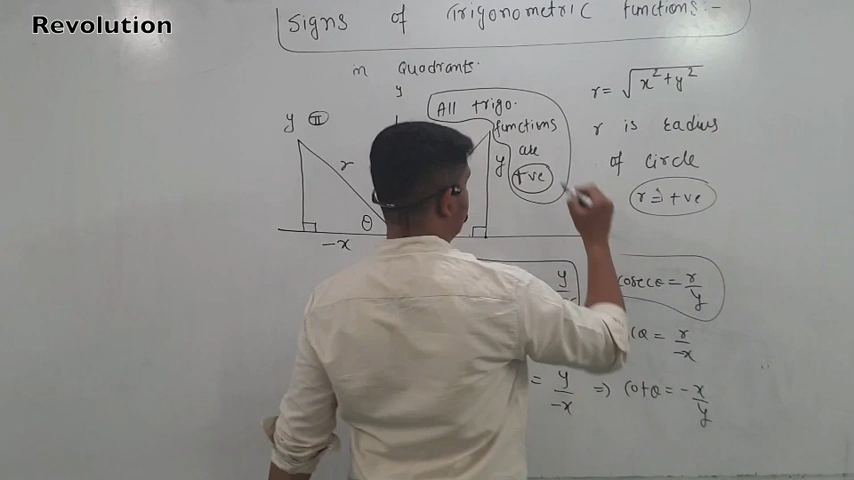 Revolution
Signs of Trigonometric functions:-
in Quadrants.
y
r = √x²+y²
All trigo.
functions
are
+ve
r is radius
of circle
r ⇒ +ve
y II
r
θ
-x
y
y
cosecθ = r/y
θ = r/-x
= y/-x ⇒ cotθ = -x/y